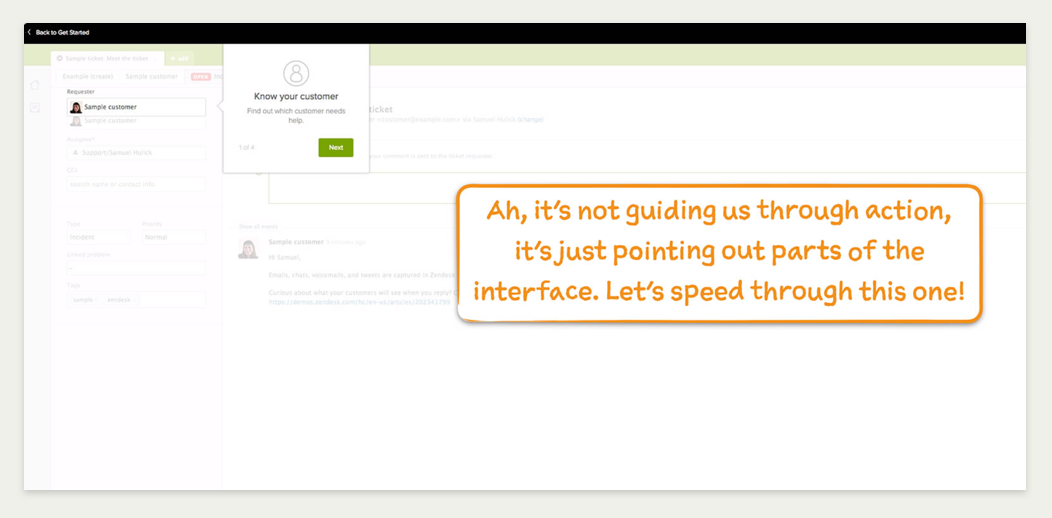 Back to Get Started
Sample ticket: Meet the ticket
+ add
Example (create)
Sample customer
OPEN
Requester
Sample customer
Sample customer
Assignee*
Support/Samuel Hulick
CCs
Search name or contact info
Type
Priority
Incident
Normal
Linked problem
-
Tags
sample
zendesk
Know your customer
Find out which customer needs
help.
1 of 4
Next
ticket
via Samuel Hulick (change)
Sample customer
Hi Samuel,
Emails, chats, voicemails, and tweets are captured in Zendesk
Curious about what your customers will see when you reply?
Ah, it's not guiding us through action,
it's just pointing out parts of the
interface. Let's speed through this one!